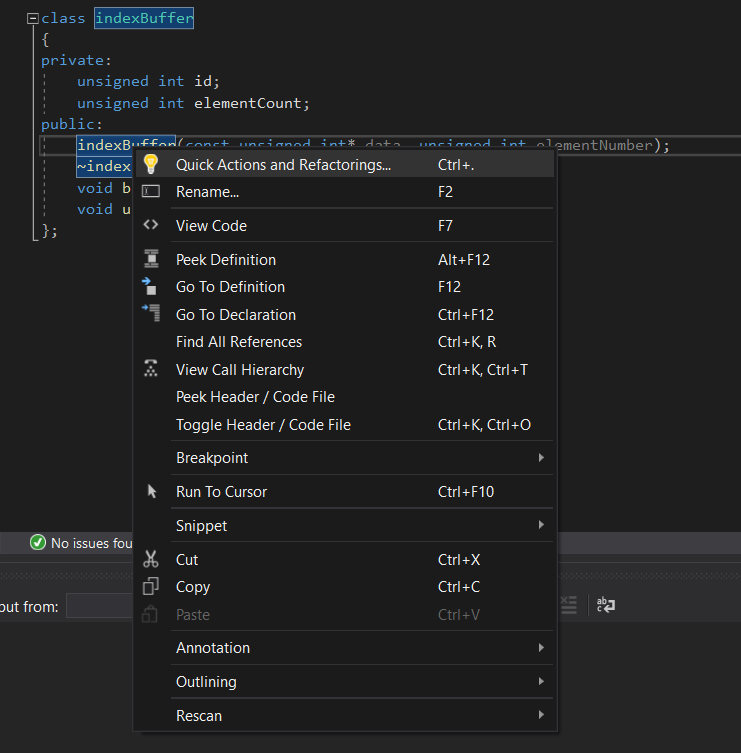 class indexBuffer
{
private:
unsigned int id;
unsigned int elementCount;
public:
indexBuffer(const unsigned int* data, unsigned int elementNumber);
~index
void b
void u
};
Quick Actions and Refactorings... Ctrl+.
Rename... F2
View Code F7
Peek Definition Alt+F12
Go To Definition F12
Go To Declaration Ctrl+F12
Find All References Ctrl+K, R
View Call Hierarchy Ctrl+K, Ctrl+T
Peek Header / Code File
Toggle Header / Code File Ctrl+K, Ctrl+O
Breakpoint
Run To Cursor Ctrl+F10
Snippet
No issues fou
Cut Ctrl+X
Copy Ctrl+C
put from:
Paste Ctrl+V
Annotation
Outlining
Rescan